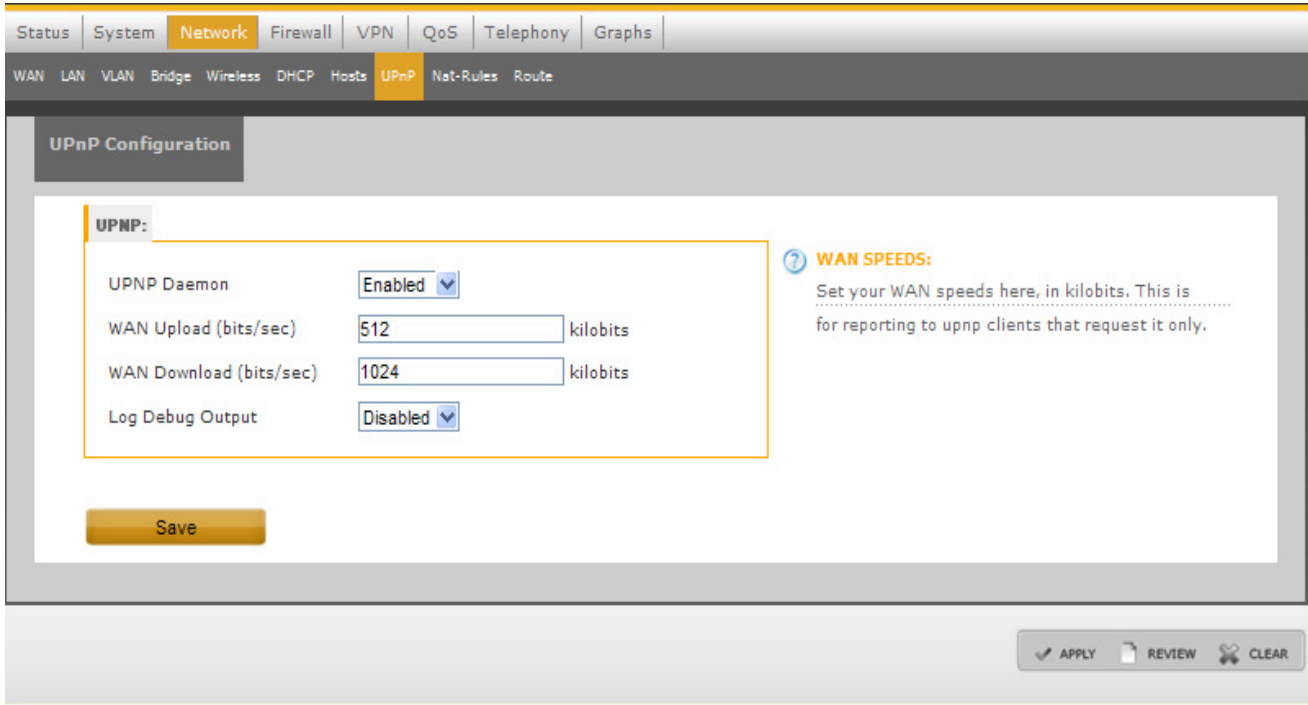 Status System Network Firewall VPN QoS Telephony Graphs
WAN LAN VLAN Bridge Wireless DHCP Hosts UPnP Nat-Rules Route
UPnP Configuration
UPNP:
UPNP Daemon Enabled
WAN Upload (bits/sec) 512 kilobits
WAN Download (bits/sec) 1024 kilobits
Log Debug Output Disabled
? WAN SPEEDS:
Set your WAN speeds here, in kilobits. This is
for reporting to upnp clients that request it only.
Save
APPLY REVIEW CLEAR